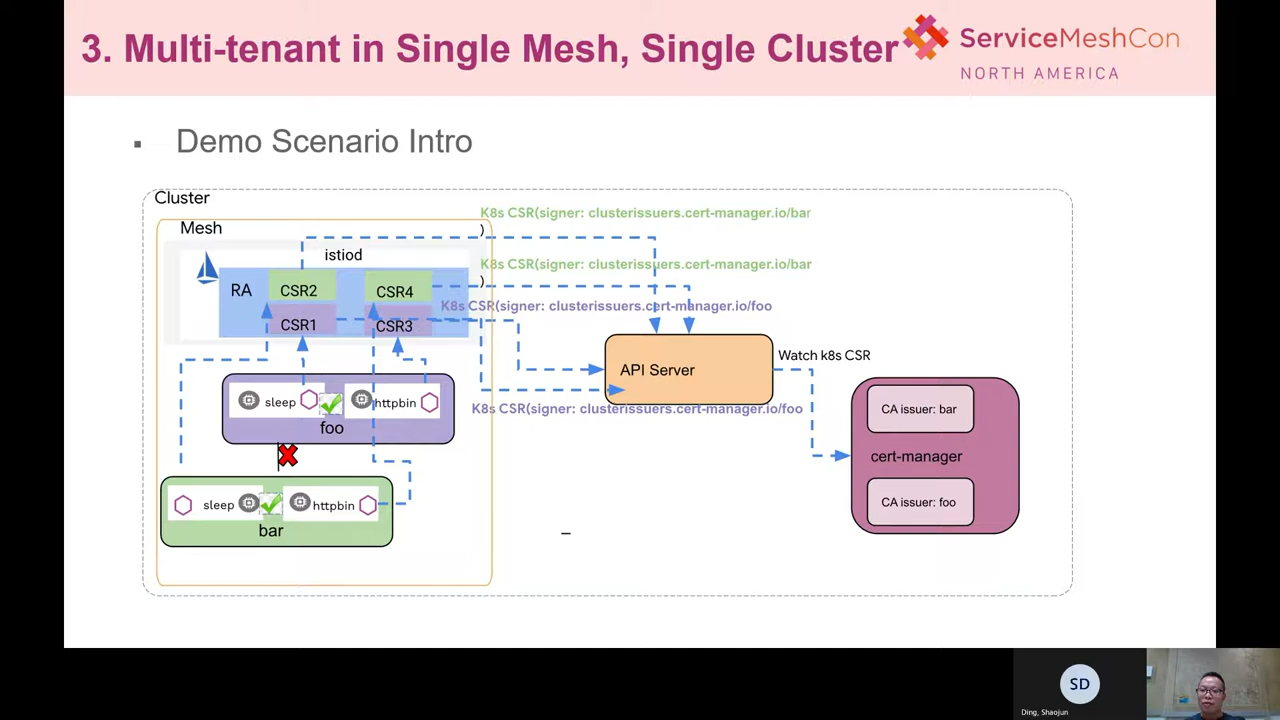 3. Multi-tenant in Single Mesh, Single Cluster
ServiceMeshCon
NORTH AMERICA
▪ Demo Scenario Intro
Cluster
K8s CSR(signer: clusterissuers.cert-manager.io/bar
)
Mesh
istiod
K8s CSR(signer: clusterissuers.cert-manager.io/bar
)
RA
CSR2
CSR4
K8s CSR(signer: clusterissuers.cert-manager.io/foo
CSR1
CSR3
API Server
Watch k8s CSR
sleep
httpbin
foo
K8s CSR(signer: clusterissuers.cert-manager.io/foo
CA issuer: bar
cert-manager
CA issuer: foo
sleep
httpbin
bar
–
SD
Ding, Shaojun